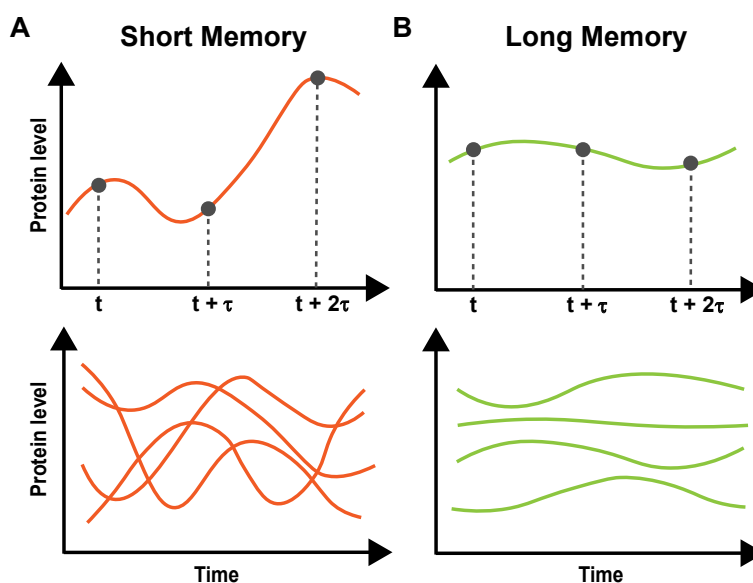 A
Short Memory
Protein level
t
t + τ
t + 2τ
B
Long Memory
t
t + τ
t + 2τ
Protein level
Time
Time